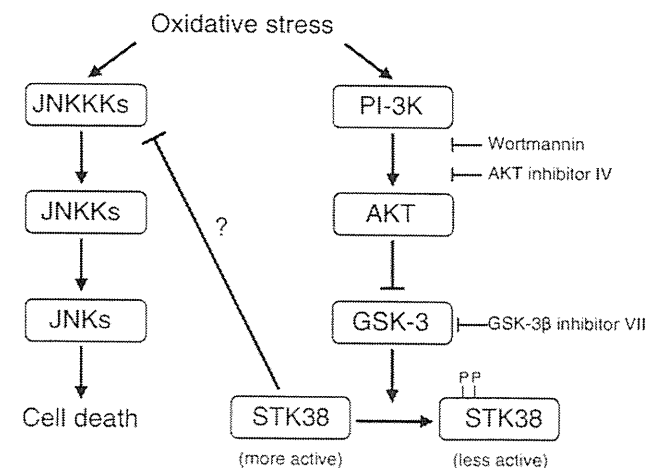 Oxidative stress
JNKKKs
PI-3K
Wortmannin
AKT inhibitor IV
JNKKs
AKT
?
JNKs
GSK-3
GSK-3β inhibitor VII
PP
Cell death
STK38
STK38
(more active)
(less active)